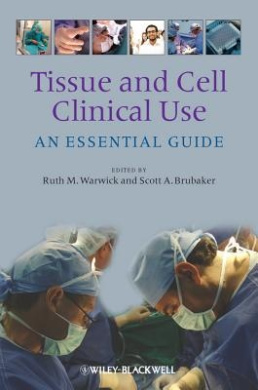 Tissue and Cell
Clinical Use
AN ESSENTIAL GUIDE
EDITED BY
Ruth M. Warwick and Scott A. Brubaker
WILEY-BLACKWELL